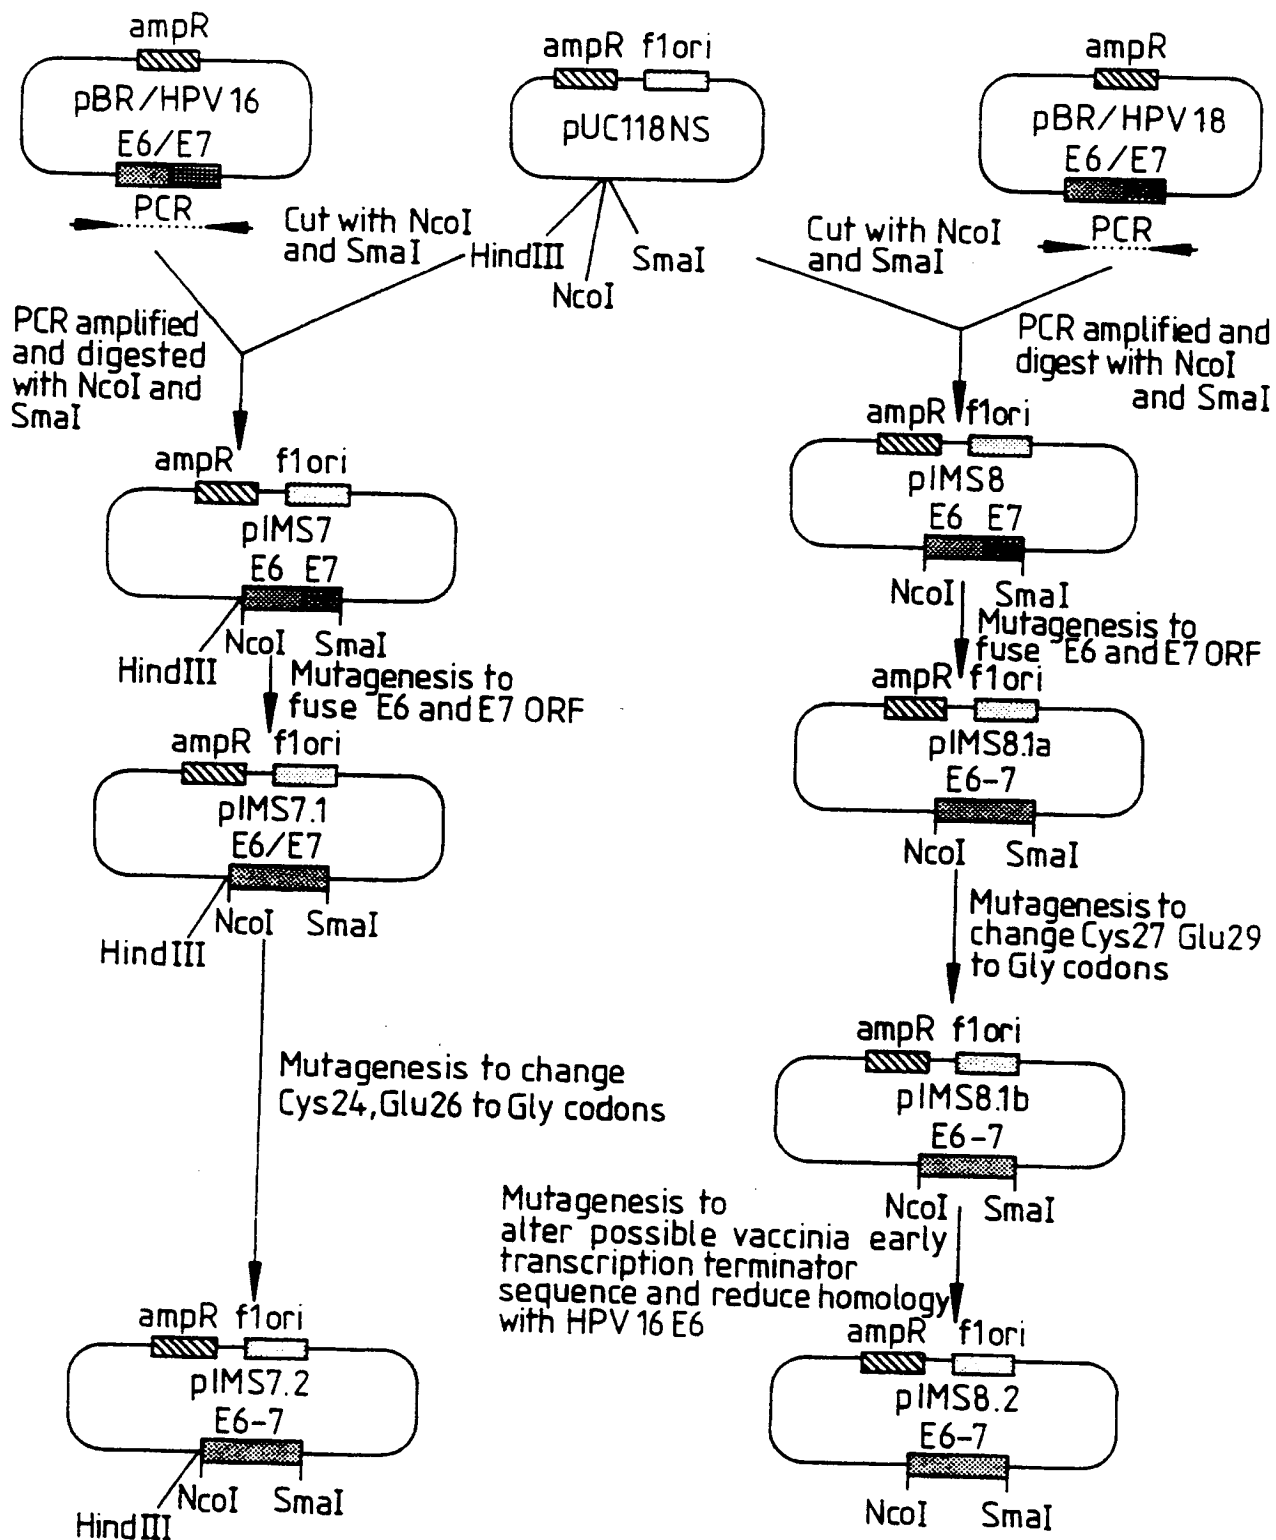 ampR
pBR/HPV16
E6/E7
PCR
ampR f1ori
pUC118NS
HindIII
NcoI
SmaI
ampR
pBR/HPV18
E6/E7
PCR
Cut with NcoI
and SmaI
Cut with NcoI
and SmaI
PCR amplified
and digested
with NcoI and
SmaI
PCR amplified and
digest with NcoI
and SmaI
ampR f1ori
pIMS7
E6 E7
NcoI SmaI
HindIII
Mutagenesis to
fuse E6 and E7 ORF
ampR f1ori
pIMS7.1
E6/E7
NcoI SmaI
HindIII
Mutagenesis to change
Cys24,Glu26 to Gly codons
ampR f1ori
pIMS7.2
E6-7
NcoI SmaI
HindIII
ampR f1ori
pIMS8
E6 E7
NcoI SmaI
Mutagenesis to
fuse E6 and E7 ORF
ampR f1ori
pIMS8.1a
E6-7
NcoI SmaI
Mutagenesis to
change Cys27 Glu29
to Gly codons
ampR f1ori
pIMS8.1b
E6-7
NcoI SmaI
Mutagenesis to
alter possible vaccinia early
transcription terminator
sequence and reduce homology
with HPV 16 E6
ampR f1ori
pIMS8.2
E6-7
NcoI SmaI